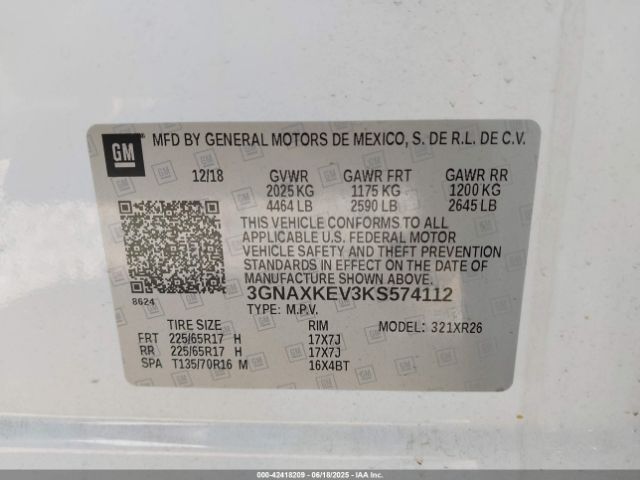 GM
MFD BY GENERAL MOTORS DE MEXICO, S. DE R.L. DE C.V.
12/18 GVWR GAWR FRT GAWR RR
2025 KG 1175 KG 1200 KG
4464 LB 2590 LB 2645 LB
THIS VEHICLE CONFORMS TO ALL
APPLICABLE U.S. FEDERAL MOTOR
VEHICLE SAFETY AND THEFT PREVENTION
STANDARDS IN EFFECT ON THE DATE OF
MANUFACTURE SHOWN ABOVE.
8624
3GNAXKEV3KS574112
TYPE: M.P.V.
TIRE SIZE RIM MODEL: 321XR26
FRT 225/65R17 H 17X7J
RR 225/65R17 H 17X7J
SPA T135/70R16 M 16X4BT
000-42418209 - 06/18/2025 - IAAI.COM - COPART